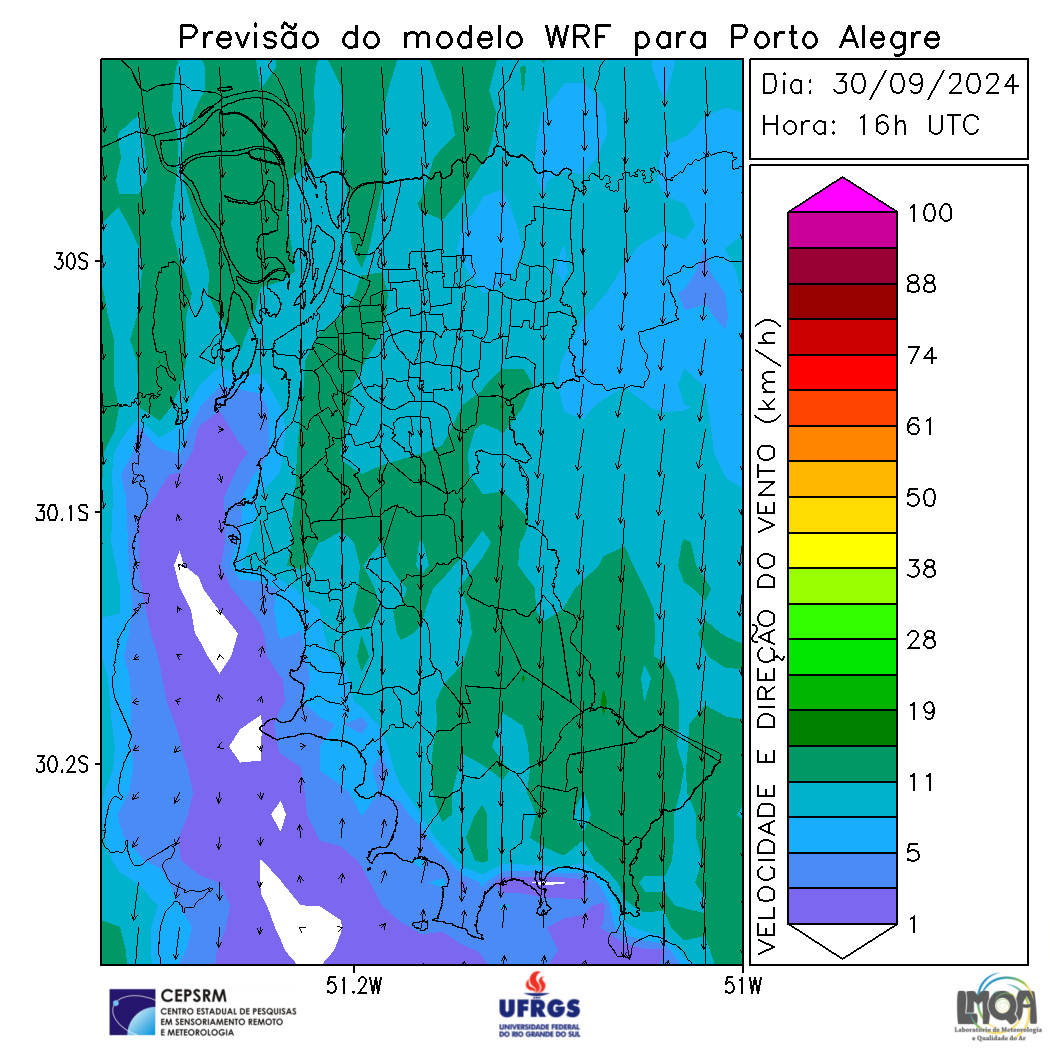 Previsão do modelo WRF para Porto Alegre
Dia: 30/09/2024
Hora: 16h UTC
30S
30.1S
30.2S
51.2W
51W
VELOCIDADE E DIREÇÃO DO VENTO (km/h)
100
88
74
61
50
38
28
19
11
5
1
CEPSRM
CENTRO ESTADUAL DE PESQUISAS
EM SENSORIAMENTO REMOTO
E METEOROLOGIA
UFRGS
UNIVERSIDADE FEDERAL
DO RIO GRANDE DO SUL
LMQA
Laboratório de Meteorologia
e Qualidade do Ar